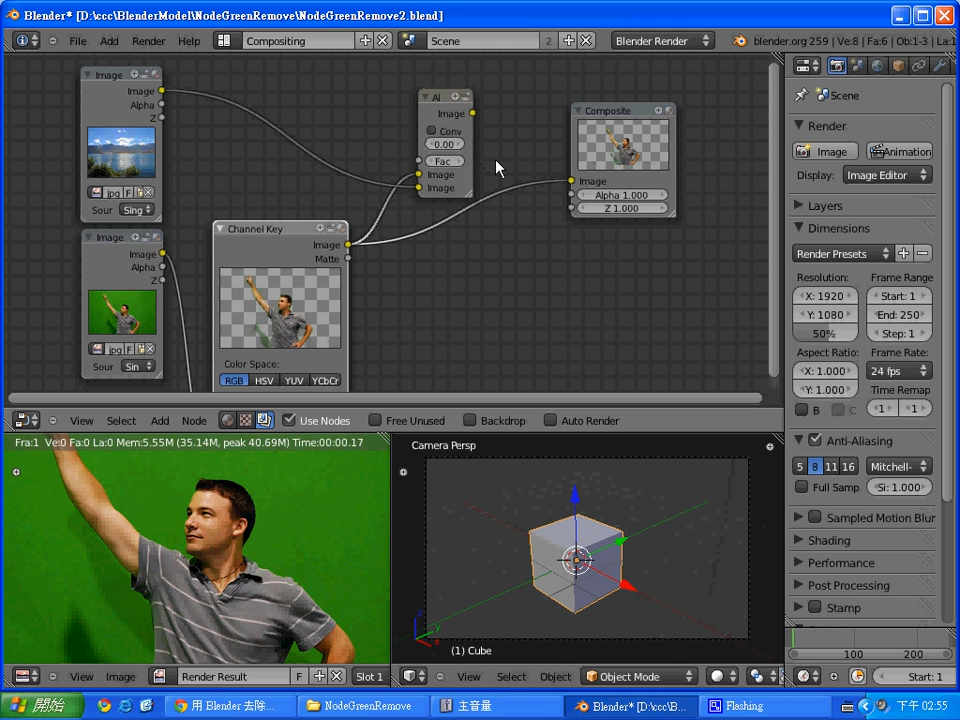 Blender* [D:\ccc\BlenderModel\NodeGreenRemove\NodeGreenRemove2.blend]
File Add Render Help Compositing Scene 2 Blender Render blender.org 259 | Ve:8 | Fa:6 | Ob:1-3 | La:1
Image
Image
Alpha
Z
jpg F
Sour Sing
Image
Image
Alpha
Z
jpg F
Sour Sin
Channel Key
Image
Matte
Color Space:
RGB HSV YUV YCbCr
Al
Image
Conv
0.00
Fac
Image
Image
Composite
Image
Alpha 1.000
Z 1.000
View Select Add Node Use Nodes Free Unused Backdrop Auto Render
Fra:1 Ve:0 Fa:0 La:0 Mem:5.55M (35.14M, peak 40.69M) Time:00:00.17
View Image Render Result F Slot 1
Camera Persp
(1) Cube
View Select Object Object Mode
Scene
Render
Image Animation
Display: Image Editor
Layers
Dimensions
Render Presets
Resolution: Frame Range
X: 1920 Start: 1
Y: 1080 End: 250
50% Step: 1
Aspect Ratio: Frame Rate:
X: 1.000 24 fps
Y: 1.000 Time Remap
B C 1 1
Anti-Aliasing
5 8 11 16 Mitchell-
Full Samp Si: 1.000
Sampled Motion Blur
Shading
Performance
Post Processing
Stamp
100 200
Start: 1
開始 用 Blender 去除... NodeGreenRemove 主音量 Blender* [D:\ccc\B... Flashing 下午 02:55